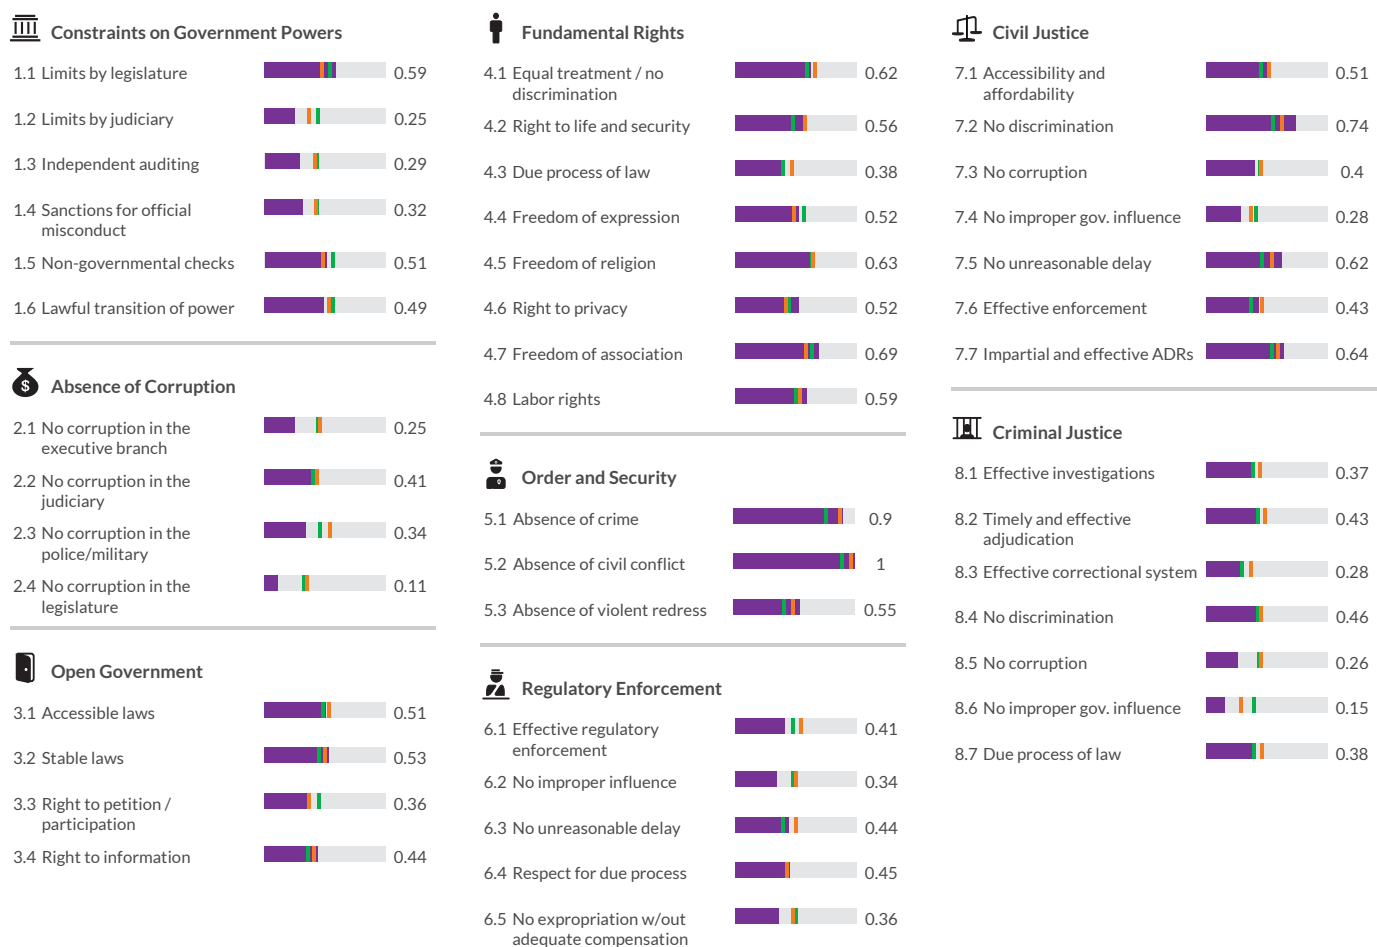 Constraints on Government Powers
1.1 Limits by legislature 0.59
1.2 Limits by judiciary 0.25
1.3 Independent auditing 0.29
1.4 Sanctions for official 0.32
misconduct
1.5 Non-governmental checks 0.51
1.6 Lawful transition of power 0.49
$ Absence of Corruption
2.1 No corruption in the 0.25
executive branch
2.2 No corruption in the 0.41
judiciary
2.3 No corruption in the 0.34
police/military
2.4 No corruption in the 0.11
legislature
Open Government
3.1 Accessible laws 0.51
3.2 Stable laws 0.53
3.3 Right to petition / 0.36
participation
3.4 Right to information 0.44
Fundamental Rights
4.1 Equal treatment / no 0.62
discrimination
4.2 Right to life and security 0.56
4.3 Due process of law 0.38
4.4 Freedom of expression 0.52
4.5 Freedom of religion 0.63
4.6 Right to privacy 0.52
4.7 Freedom of association 0.69
4.8 Labor rights 0.59
Order and Security
5.1 Absence of crime 0.9
5.2 Absence of civil conflict 1
5.3 Absence of violent redress 0.55
Regulatory Enforcement
6.1 Effective regulatory 0.41
enforcement
6.2 No improper influence 0.34
6.3 No unreasonable delay 0.44
6.4 Respect for due process 0.45
6.5 No expropriation w/out 0.36
adequate compensation
Civil Justice
7.1 Accessibility and 0.51
affordability
7.2 No discrimination 0.74
7.3 No corruption 0.4
7.4 No improper gov. influence 0.28
7.5 No unreasonable delay 0.62
7.6 Effective enforcement 0.43
7.7 Impartial and effective ADRs 0.64
Criminal Justice
8.1 Effective investigations 0.37
8.2 Timely and effective 0.43
adjudication
8.3 Effective correctional system 0.28
8.4 No discrimination 0.46
8.5 No corruption 0.26
8.6 No improper gov. influence 0.15
8.7 Due process of law 0.38